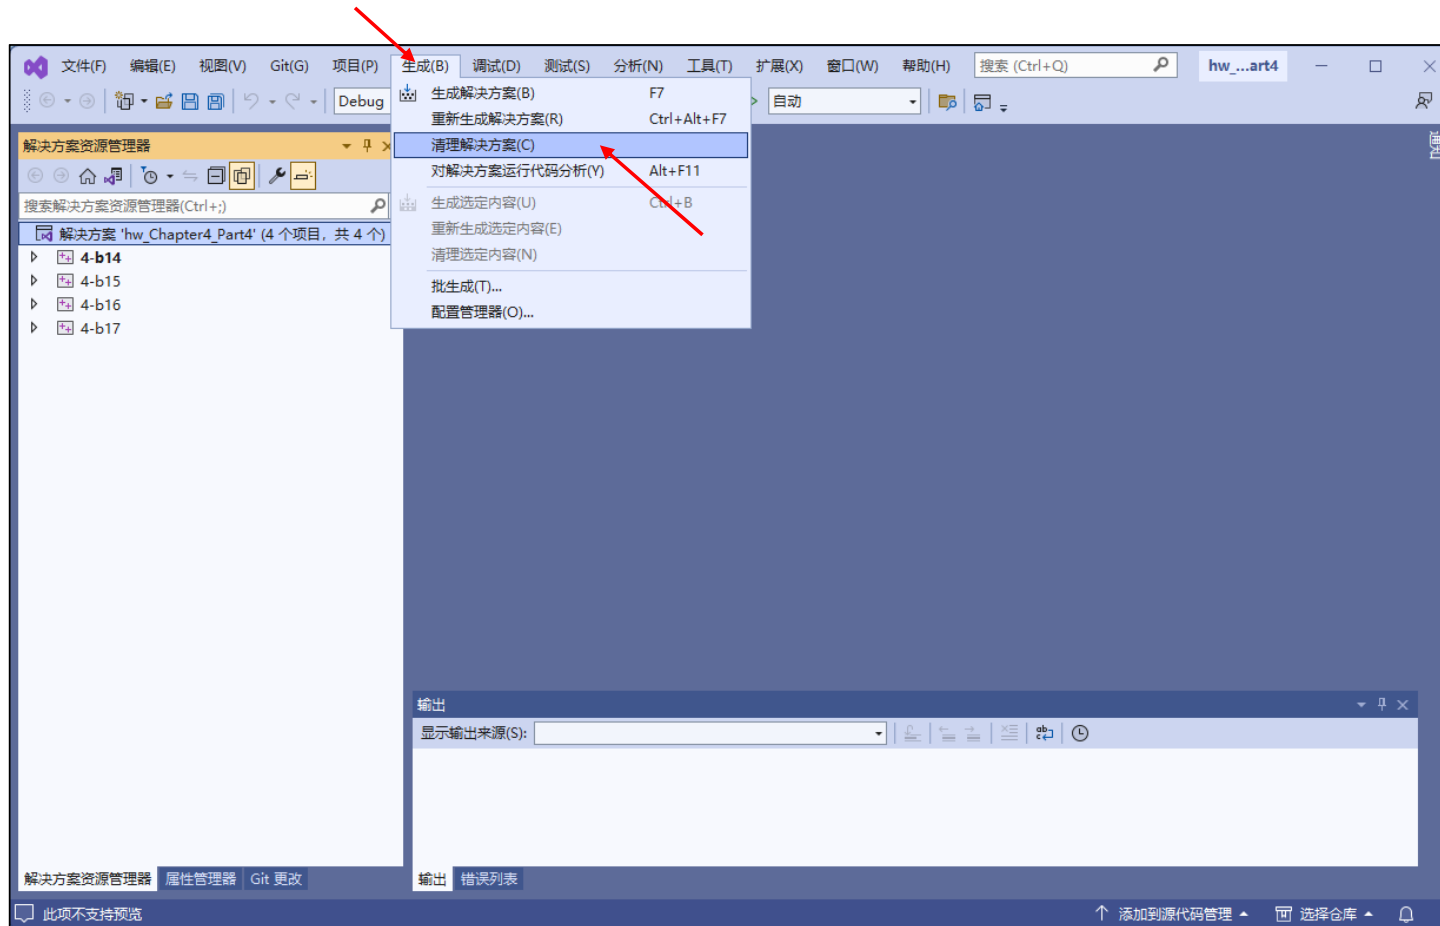 文件(F) 编辑(E) 视图(V) Git(G) 项目(P) 生成(B) 调试(D) 测试(S) 分析(N) 工具(T) 扩展(X) 窗口(W) 帮助(H) 搜索 (Ctrl+Q) hw_...art4
Debug 自动
生成解决方案(B) F7
重新生成解决方案(R) Ctrl+Alt+F7
清理解决方案(C)
对解决方案运行代码分析(Y) Alt+F11
生成选定内容(U) Ctrl+B
重新生成选定内容(E)
清理选定内容(N)
批生成(T)...
配置管理器(O)...
解决方案资源管理器
搜索解决方案资源管理器(Ctrl+;)
解决方案 'hw_Chapter4_Part4' (4 个项目，共 4 个)
4-b14
4-b15
4-b16
4-b17
通知
输出
显示输出来源(S):
解决方案资源管理器 属性管理器 Git 更改
输出 错误列表
此项不支持预览 添加到源代码管理 选择仓库